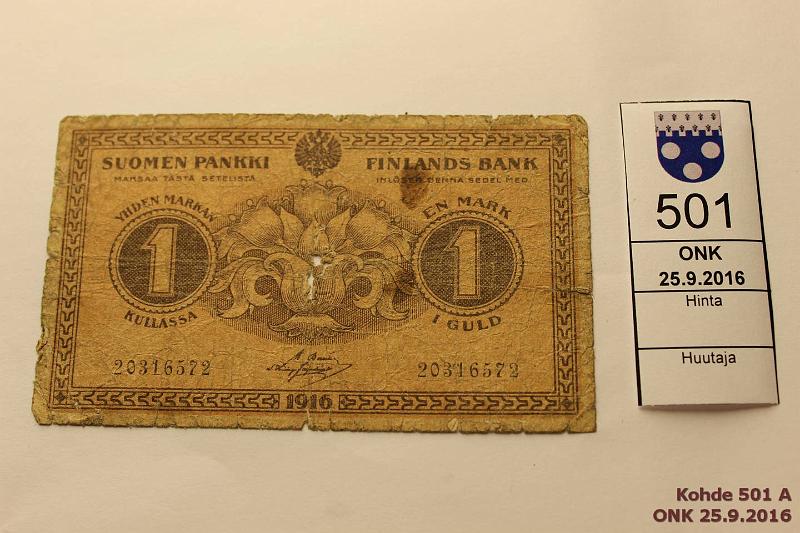 SUOMEN PANKKI
MAKSAA TÄSTÄ SETELISTÄ
FINLANDS BANK
INLÖSER DENNA SEDEL MED
YHDEN MARKAN
1
KULLASSA
EN MARK
1
I GULD
20316572
20316572
1916
501
ONK
25.9.2016
Hinta
Huutaja
Kohde 501 A
ONK 25.9.2016